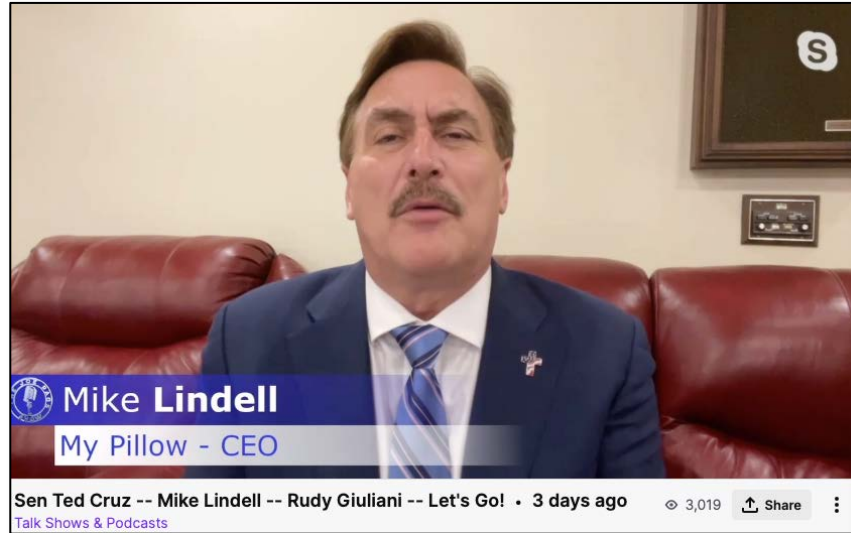 S
Mike Lindell
My Pillow - CEO
Sen Ted Cruz -- Mike Lindell -- Rudy Giuliani -- Let's Go! • 3 days ago
3,019
Share
Talk Shows & Podcasts